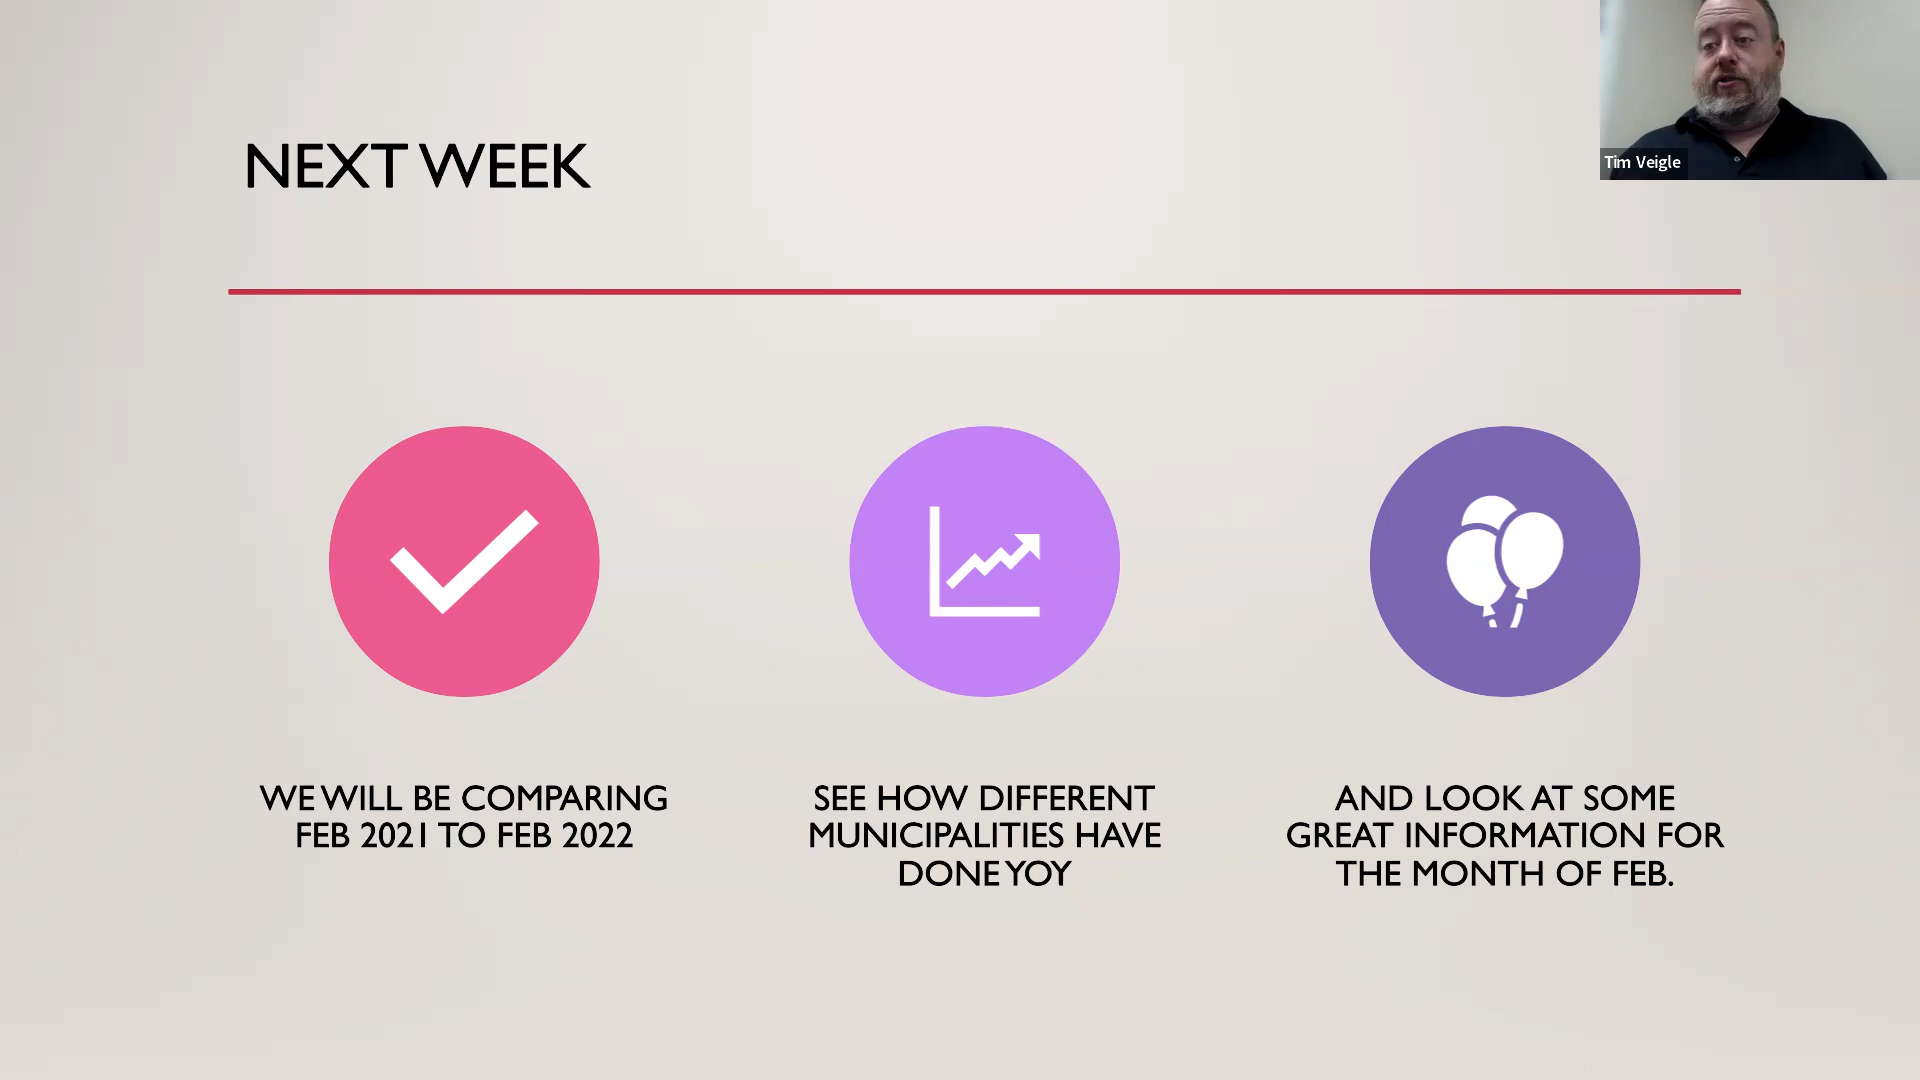 NEXT WEEK
Tim Veigle
WE WILL BE COMPARING
FEB 2021 TO FEB 2022
SEE HOW DIFFERENT
MUNICIPALITIES HAVE
DONE YOY
AND LOOK AT SOME
GREAT INFORMATION FOR
THE MONTH OF FEB.